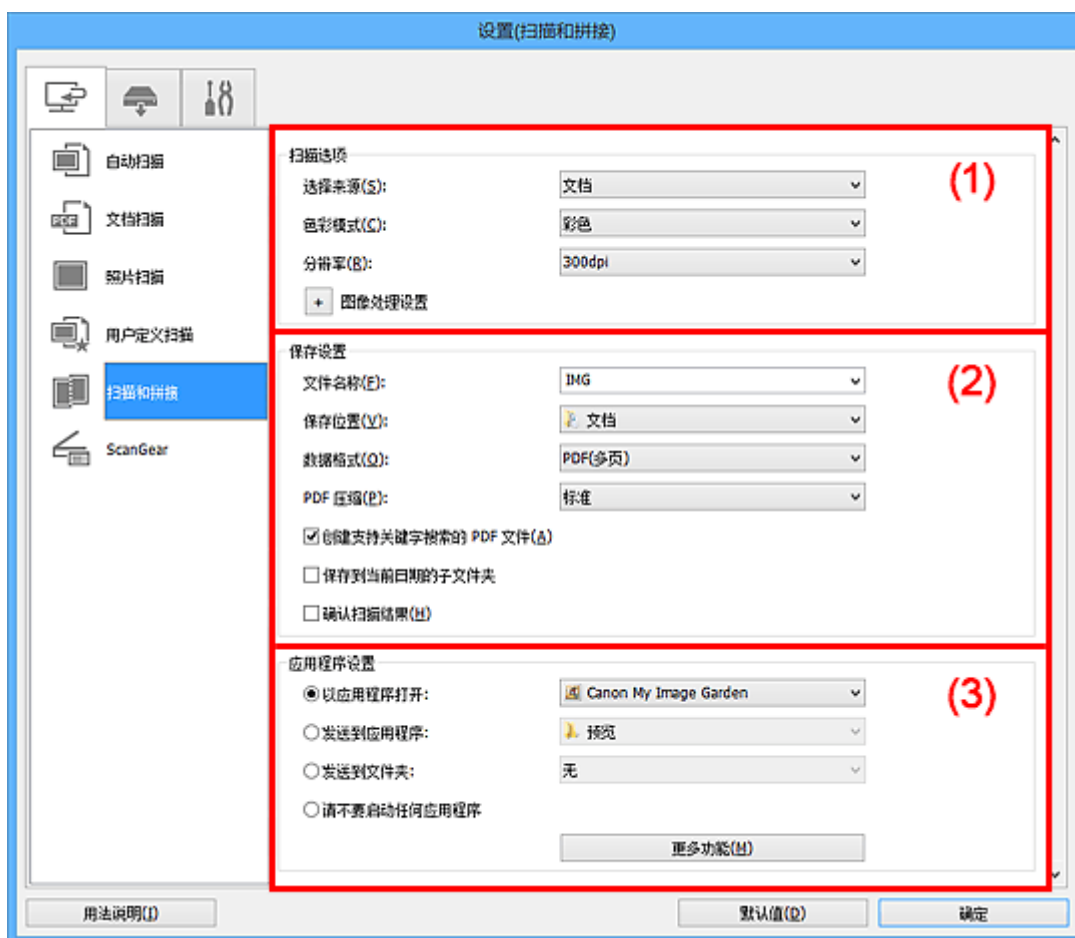 设置(扫描和拼接)
自动扫描
文档扫描
照片扫描
用户定义扫描
扫描和拼接
ScanGear
扫描选项
(1)
选择来源(S): 文档
色彩模式(C): 彩色
分辨率(R): 300dpi
+ 图像处理设置
保存设置
(2)
文件名称(F): IMG
保存位置(V): 文档
数据格式(O): PDF(多页)
PDF 压缩(P): 标准
创建支持关键字搜索的 PDF 文件(A)
保存到当前日期的子文件夹
确认扫描结果(H)
应用程序设置
(3)
以应用程序打开: Canon My Image Garden
发送到应用程序: 预览
发送到文件夹: 无
请不要启动任何应用程序
更多功能(M)
用法说明(I) 默认值(D) 确定
PDF